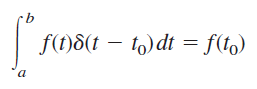 ∫_a^b f(t)δ(t − t₀) dt = f(t₀)